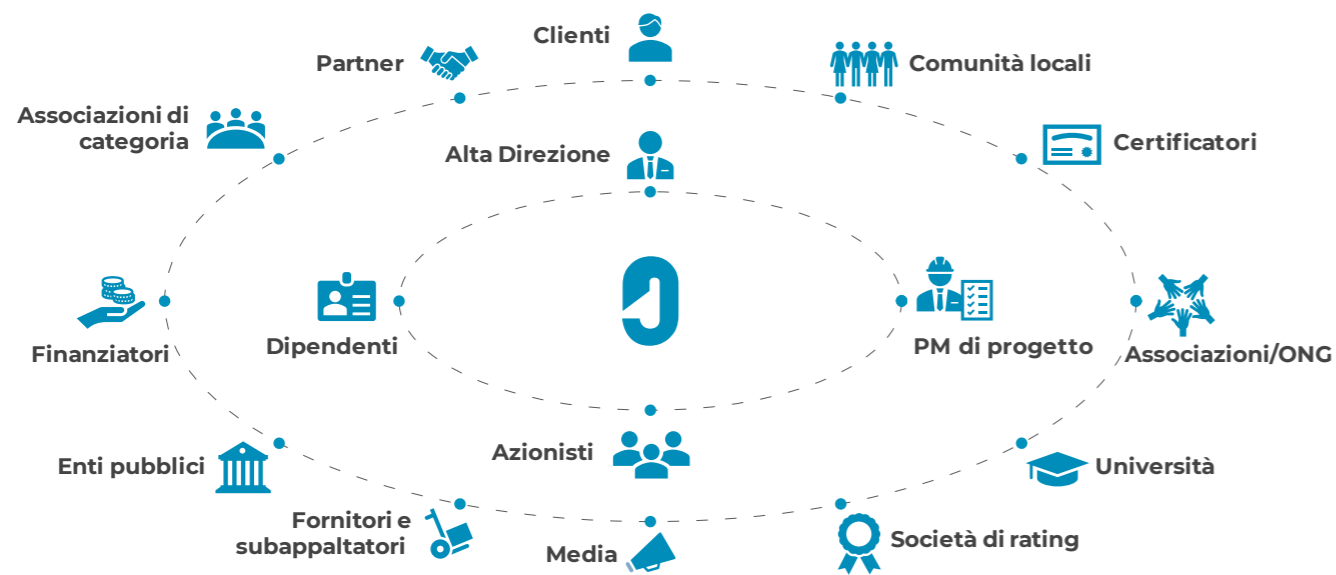 Clienti
Partner
Comunità locali
Associazioni di
categoria
Certificatori
Alta Direzione
Finanziatori
Dipendenti
PM di progetto
Associazioni/ONG
Enti pubblici
Azionisti
Università
Fornitori e
subappaltatori
Media
Società di rating